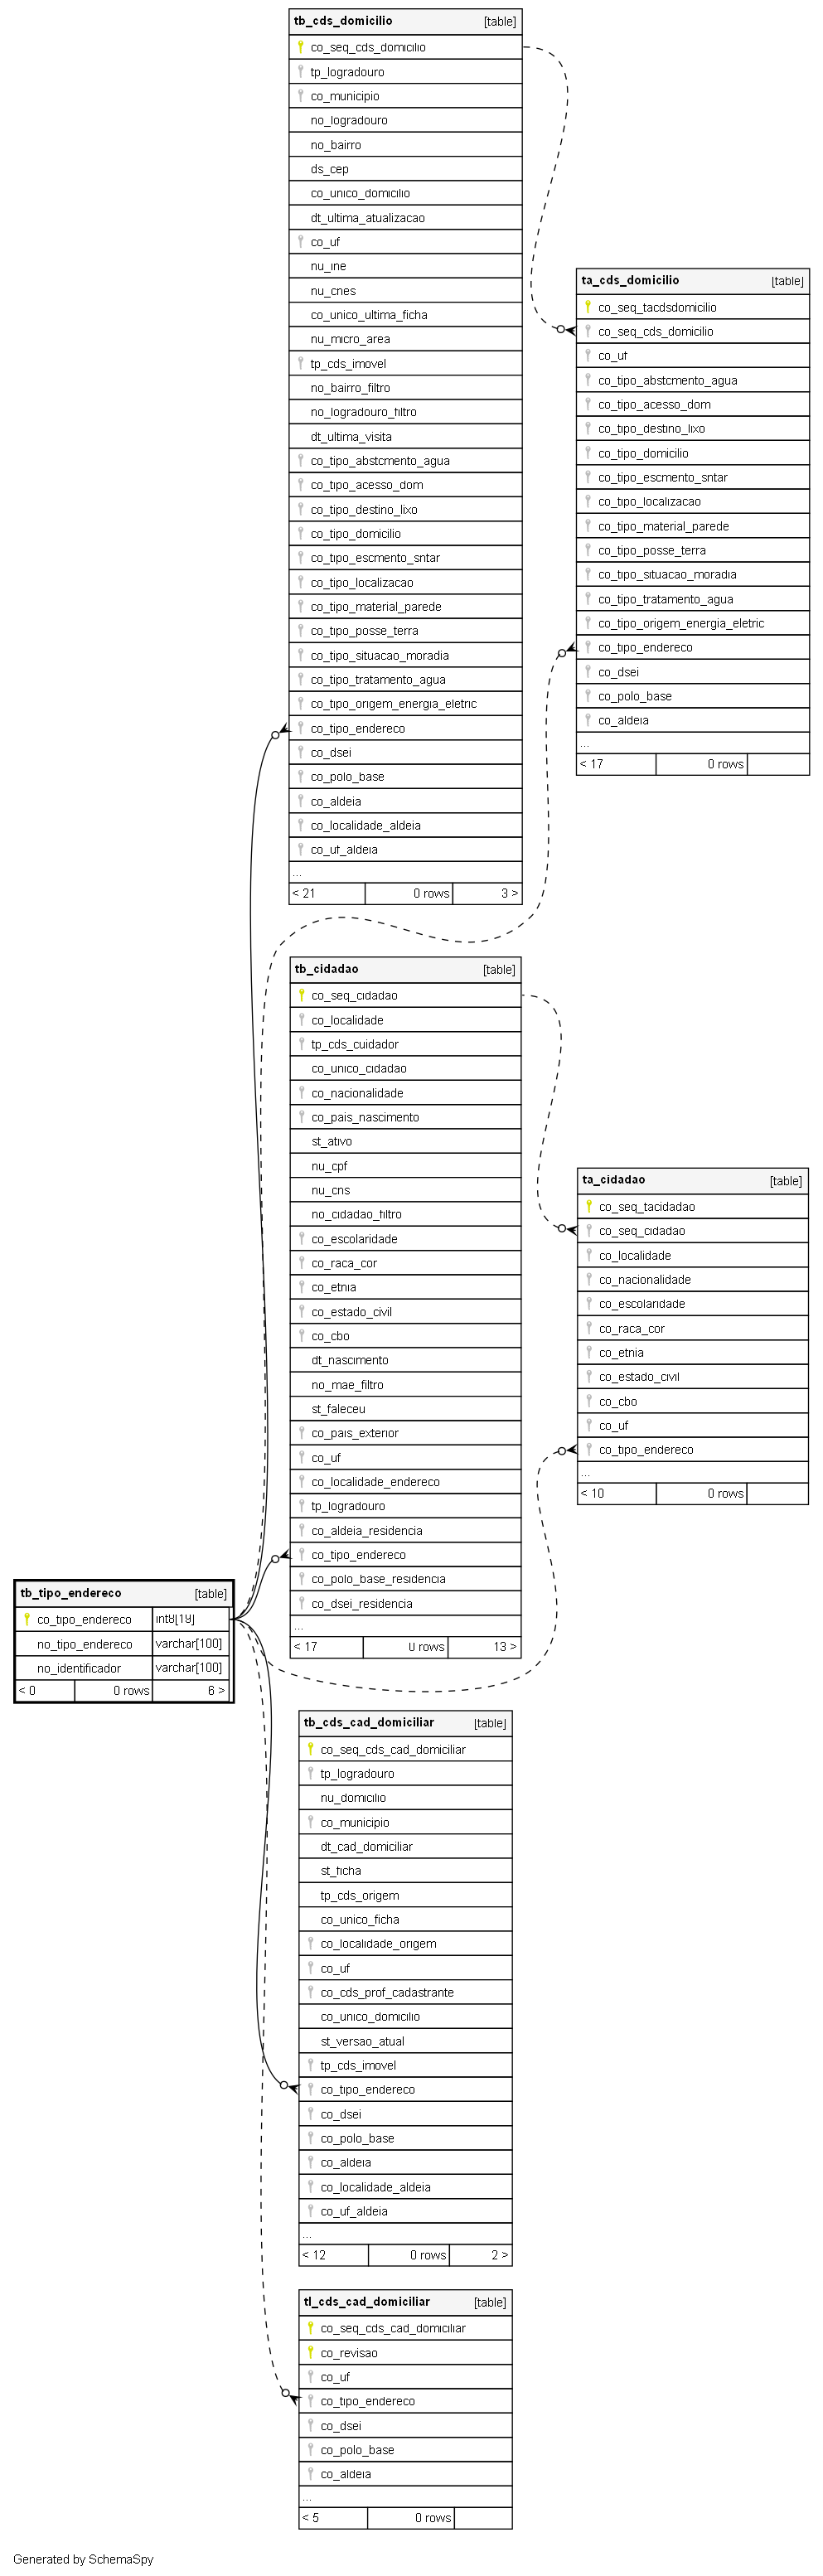 tb_cds_domicilio [table]
co_seq_cds_domicilio
tp_logradouro
co_municipio
no_logradouro
no_bairro
ds_cep
co_unico_domicilio
dt_ultima_atualizacao
co_uf
nu_ine
nu_cnes
co_unico_ultima_ficha
nu_micro_area
tp_cds_imovel
no_bairro_filtro
no_logradouro_filtro
dt_ultima_visita
co_tipo_abstcmento_agua
co_tipo_acesso_dom
co_tipo_destino_lixo
co_tipo_domicilio
co_tipo_escmento_sntar
co_tipo_localizacao
co_tipo_material_parede
co_tipo_posse_terra
co_tipo_situacao_moradia
co_tipo_tratamento_agua
co_tipo_origem_energia_eletric
co_tipo_endereco
co_dsei
co_polo_base
co_aldeia
co_localidade_aldeia
co_uf_aldeia
...
< 21 0 rows 3 >
ta_cds_domicilio [table]
co_seq_tacdsdomicilio
co_seq_cds_domicilio
co_uf
co_tipo_abstcmento_agua
co_tipo_acesso_dom
co_tipo_destino_lixo
co_tipo_domicilio
co_tipo_escmento_sntar
co_tipo_localizacao
co_tipo_material_parede
co_tipo_posse_terra
co_tipo_situacao_moradia
co_tipo_tratamento_agua
co_tipo_origem_energia_eletric
co_tipo_endereco
co_dsei
co_polo_base
co_aldeia
...
< 17 0 rows
tb_cidadao [table]
co_seq_cidadao
co_localidade
tp_cds_cuidador
co_unico_cidadao
co_nacionalidade
co_pais_nascimento
st_ativo
nu_cpf
nu_cns
no_cidadao_filtro
co_escolaridade
co_raca_cor
co_etnia
co_estado_civil
co_cbo
dt_nascimento
no_mae_filtro
st_faleceu
co_pais_exterior
co_uf
co_localidade_endereco
tp_logradouro
co_aldeia_residencia
co_tipo_endereco
co_polo_base_residencia
co_dsei_residencia
...
< 17 0 rows 13 >
ta_cidadao [table]
co_seq_tacidadao
co_seq_cidadao
co_localidade
co_nacionalidade
co_escolaridade
co_raca_cor
co_etnia
co_estado_civil
co_cbo
co_uf
co_tipo_endereco
...
< 10 0 rows
tb_tipo_endereco [table]
co_tipo_endereco int8[19]
no_tipo_endereco varchar[100]
no_identificador varchar[100]
< 0 0 rows 6 >
tb_cds_cad_domiciliar [table]
co_seq_cds_cad_domiciliar
tp_logradouro
nu_domicilio
co_municipio
dt_cad_domiciliar
st_ficha
tp_cds_origem
co_unico_ficha
co_localidade_origem
co_uf
co_cds_prof_cadastrante
co_unico_domicilio
st_versao_atual
tp_cds_imovel
co_tipo_endereco
co_dsei
co_polo_base
co_aldeia
co_localidade_aldeia
co_uf_aldeia
...
< 12 0 rows 2 >
tl_cds_cad_domiciliar [table]
co_seq_cds_cad_domiciliar
co_revisao
co_uf
co_tipo_endereco
co_dsei
co_polo_base
co_aldeia
...
< 5 0 rows
Generated by SchemaSpy